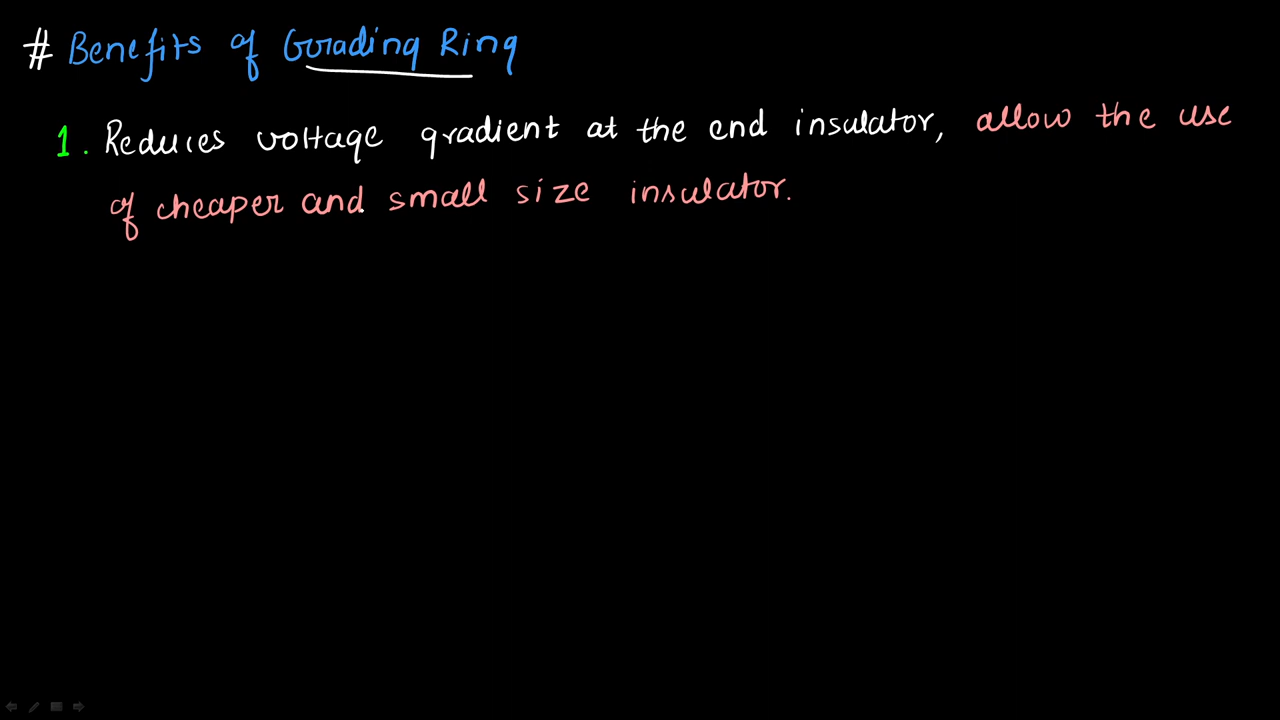 # Benefits of Grading Ring
1. Reduces voltage gradient at the end insulator, allow the use
of cheaper and small size insulator.